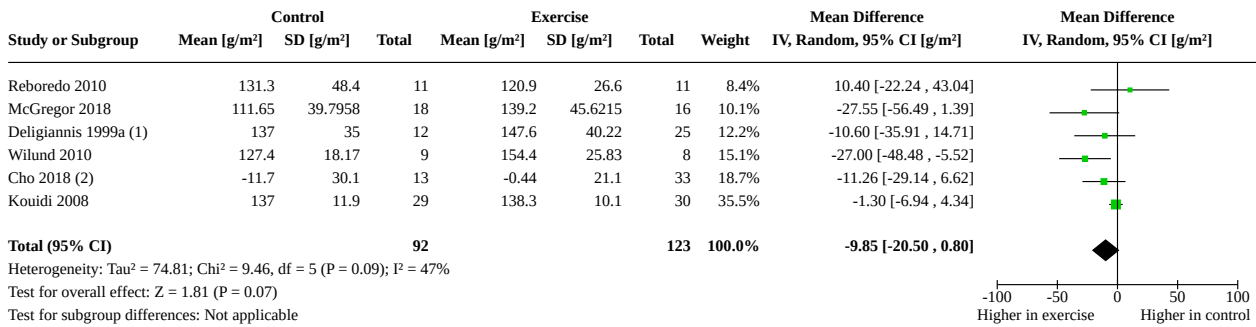 Control Exercise Mean Difference Mean Difference
Study or Subgroup Mean [g/m²] SD [g/m²] Total Mean [g/m²] SD [g/m²] Total Weight IV, Random, 95% CI [g/m²] IV, Random, 95% CI [g/m²]
Reboredo 2010 131.3 48.4 11 120.9 26.6 11 8.4% 10.40 [-22.24 , 43.04]
McGregor 2018 111.65 39.7958 18 139.2 45.6215 16 10.1% -27.55 [-56.49 , 1.39]
Deligiannis 1999a (1) 137 35 12 147.6 40.22 25 12.2% -10.60 [-35.91 , 14.71]
Wilund 2010 127.4 18.17 9 154.4 25.83 8 15.1% -27.00 [-48.48 , -5.52]
Cho 2018 (2) -11.7 30.1 13 -0.44 21.1 33 18.7% -11.26 [-29.14 , 6.62]
Kouidi 2008 137 11.9 29 138.3 10.1 30 35.5% -1.30 [-6.94 , 4.34]
Total (95% CI) 92 123 100.0% -9.85 [-20.50 , 0.80]
Heterogeneity: Tau² = 74.81; Chi² = 9.46, df = 5 (P = 0.09); I² = 47%
Test for overall effect: Z = 1.81 (P = 0.07)
-100 -50 0 50 100
Test for subgroup differences: Not applicable Higher in exercise Higher in control